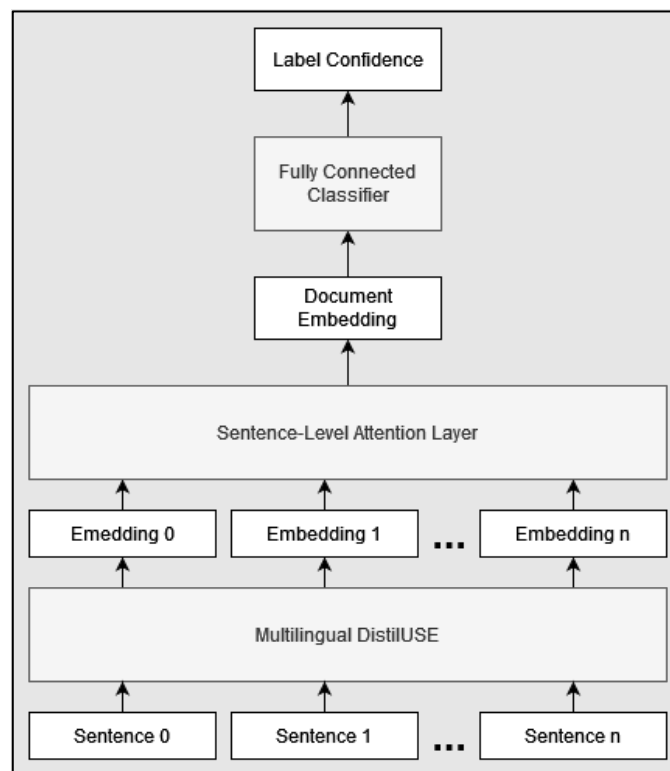 Label Confidence
Fully Connected
Classifier
Document
Embedding
Sentence-Level Attention Layer
Emedding 0 Embedding 1 ... Embedding n
Multilingual DistilUSE
Sentence 0 Sentence 1 ... Sentence n